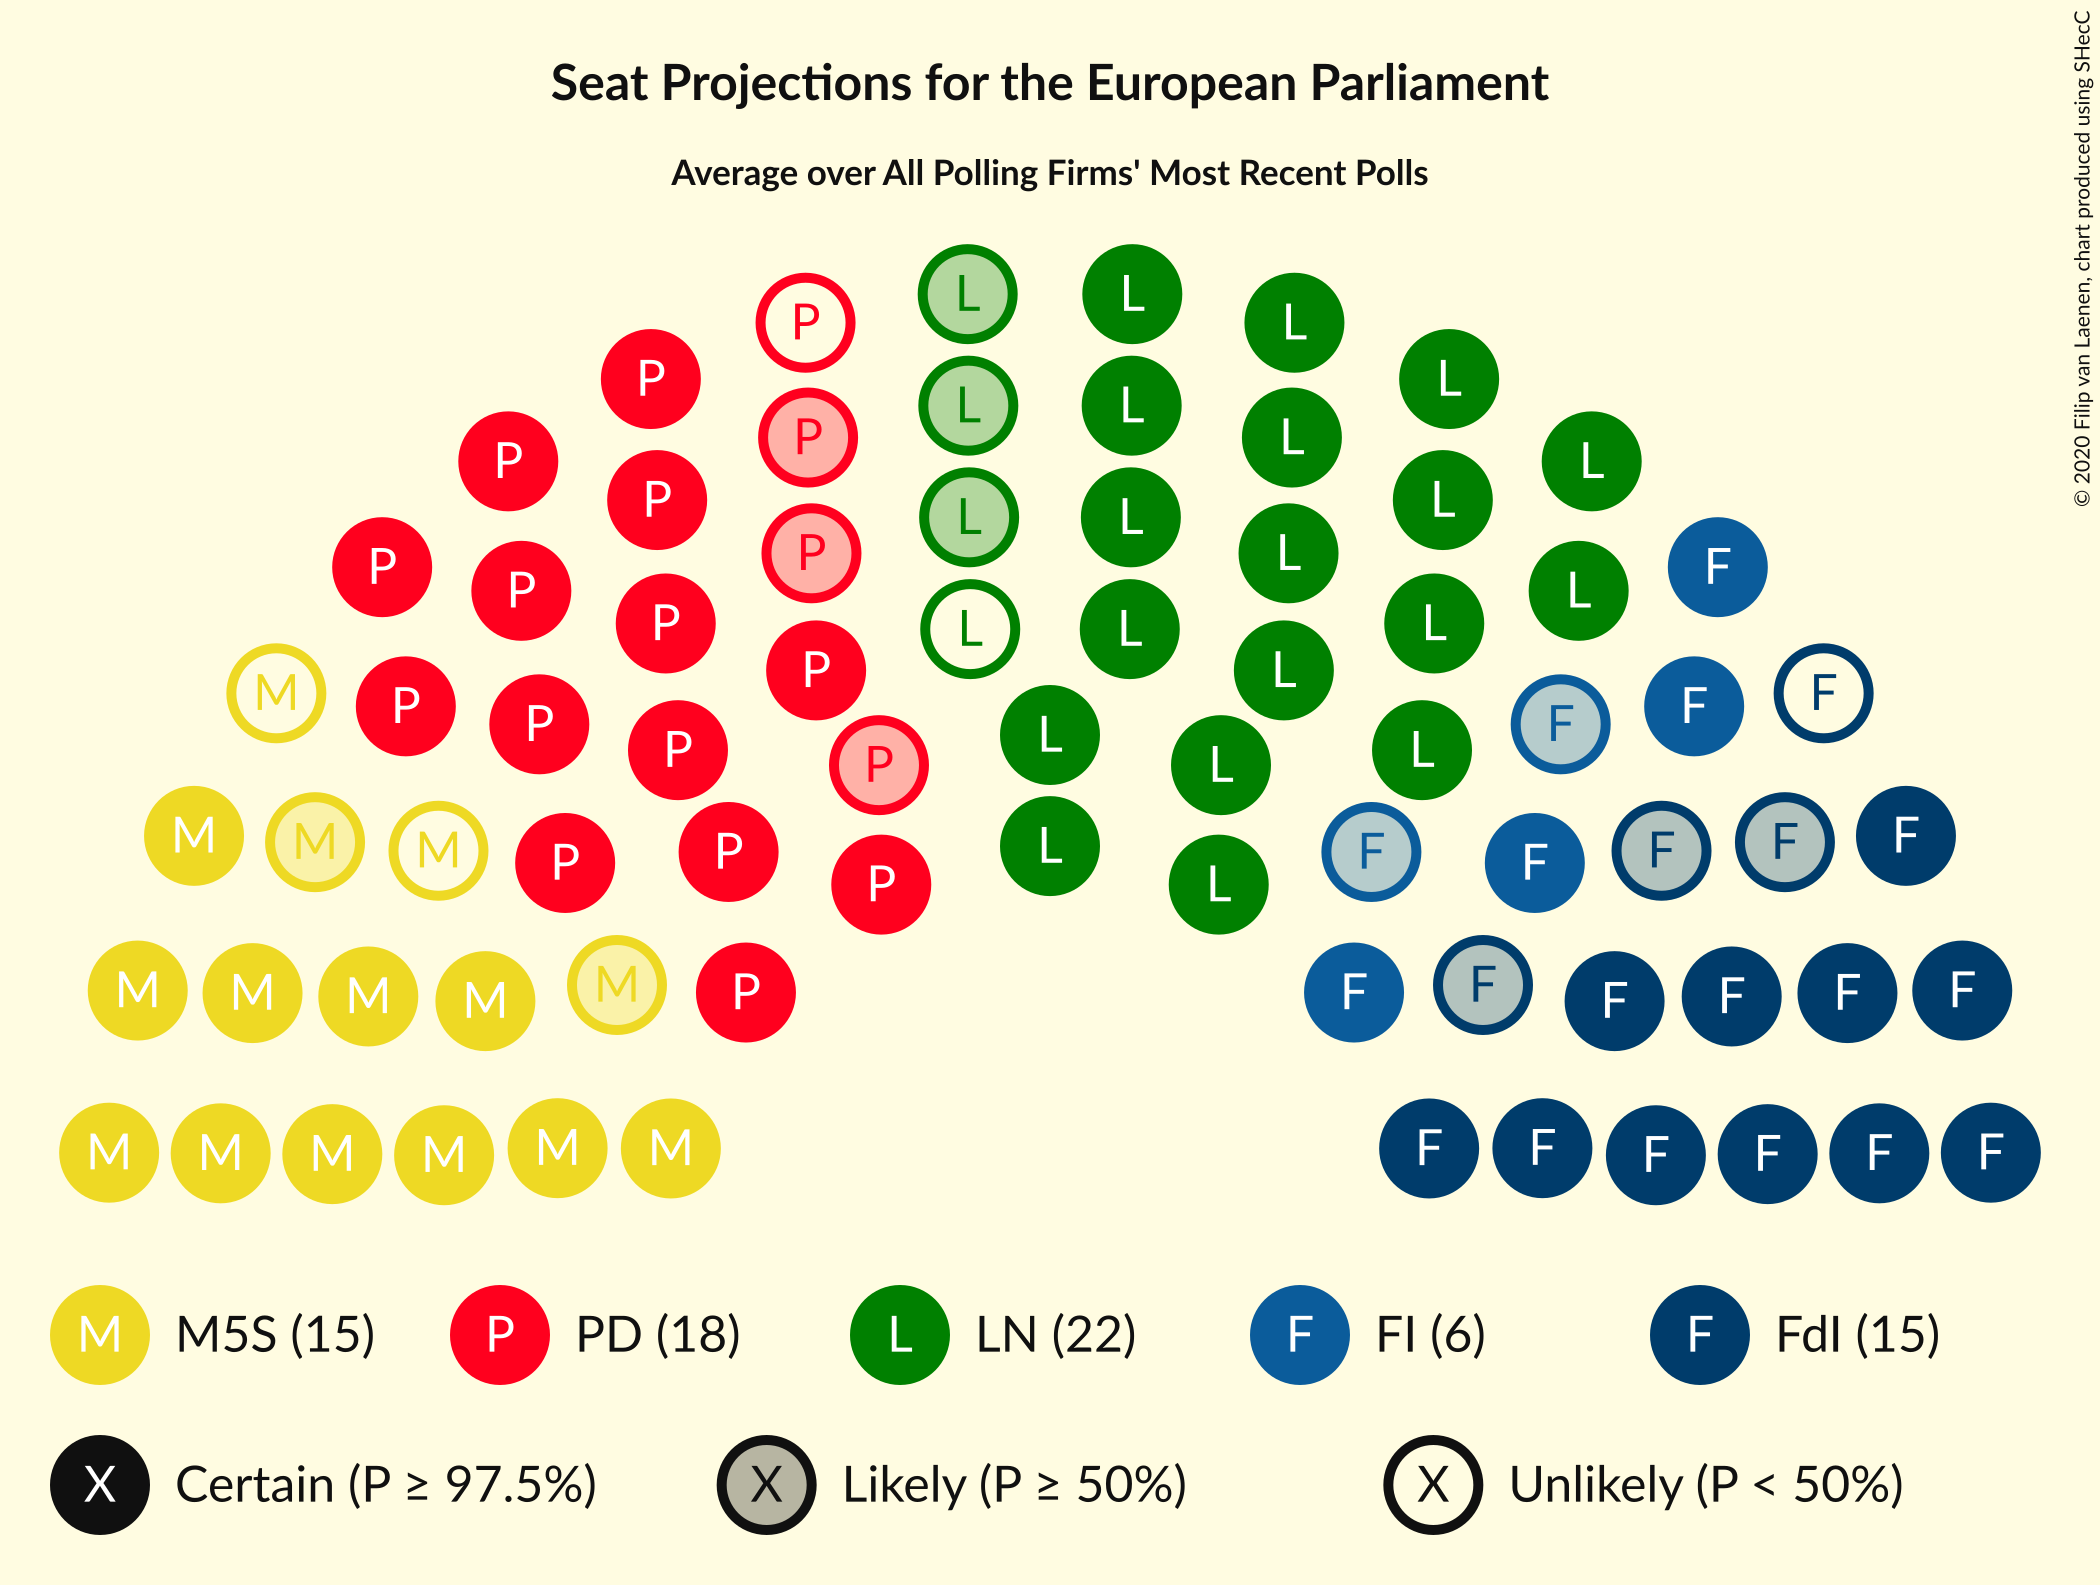 Seat Projections for the European Parliament
Average over All Polling Firms' Most Recent Polls
© 2020 Filip van Laenen, chart produced using SHecC
L L
P L L
P L
P L L
P L
P L
P L L
P L
P L L
P F
P L
P L
L L
P L
M F
P F
P L
P F
P L
L
P L
M F
M F
M F
P L
P F
P F
P L
M P F F
M M M M F F F F
M M M M M M F F F F F F
M M5S (15) P PD (18) L LN (22) F FI (6) F FdI (15)
X Certain (P ≥ 97.5%) X Likely (P ≥ 50%) X Unlikely (P < 50%)